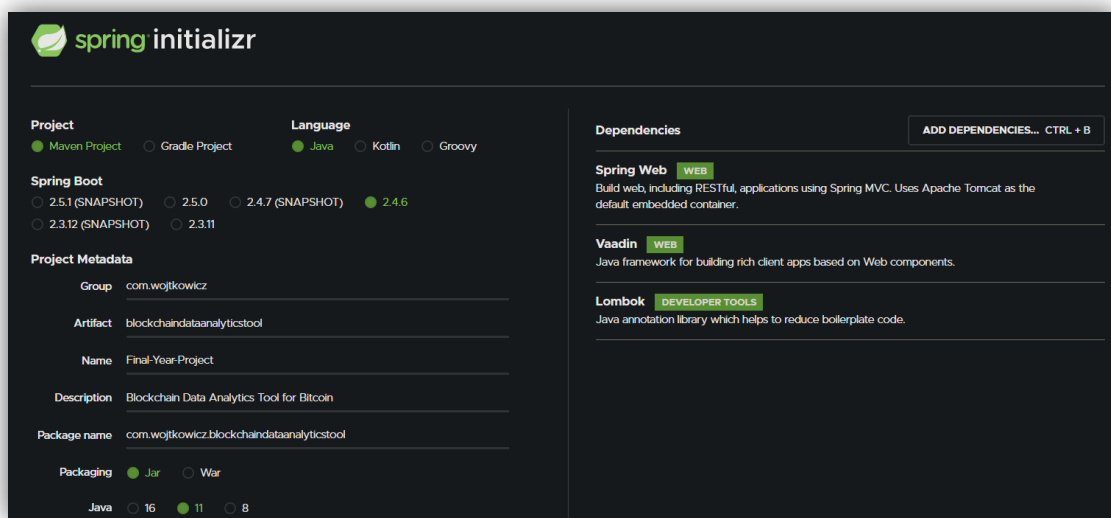 spring initializr
Project
Maven Project Gradle Project
Language
Java Kotlin Groovy
Spring Boot
2.5.1 (SNAPSHOT) 2.5.0 2.4.7 (SNAPSHOT) 2.4.6
2.3.12 (SNAPSHOT) 2.3.11
Project Metadata
Group com.wojtkowicz
Artifact blockchaindataanalyticstool
Name Final-Year-Project
Description Blockchain Data Analytics Tool for Bitcoin
Package name com.wojtkowicz.blockchaindataanalyticstool
Packaging Jar War
Java 16 11 8
Dependencies ADD DEPENDENCIES... CTRL + B
Spring Web WEB
Build web, including RESTful, applications using Spring MVC. Uses Apache Tomcat as the
default embedded container.
Vaadin WEB
Java framework for building rich client apps based on Web components.
Lombok DEVELOPER TOOLS
Java annotation library which helps to reduce boilerplate code.